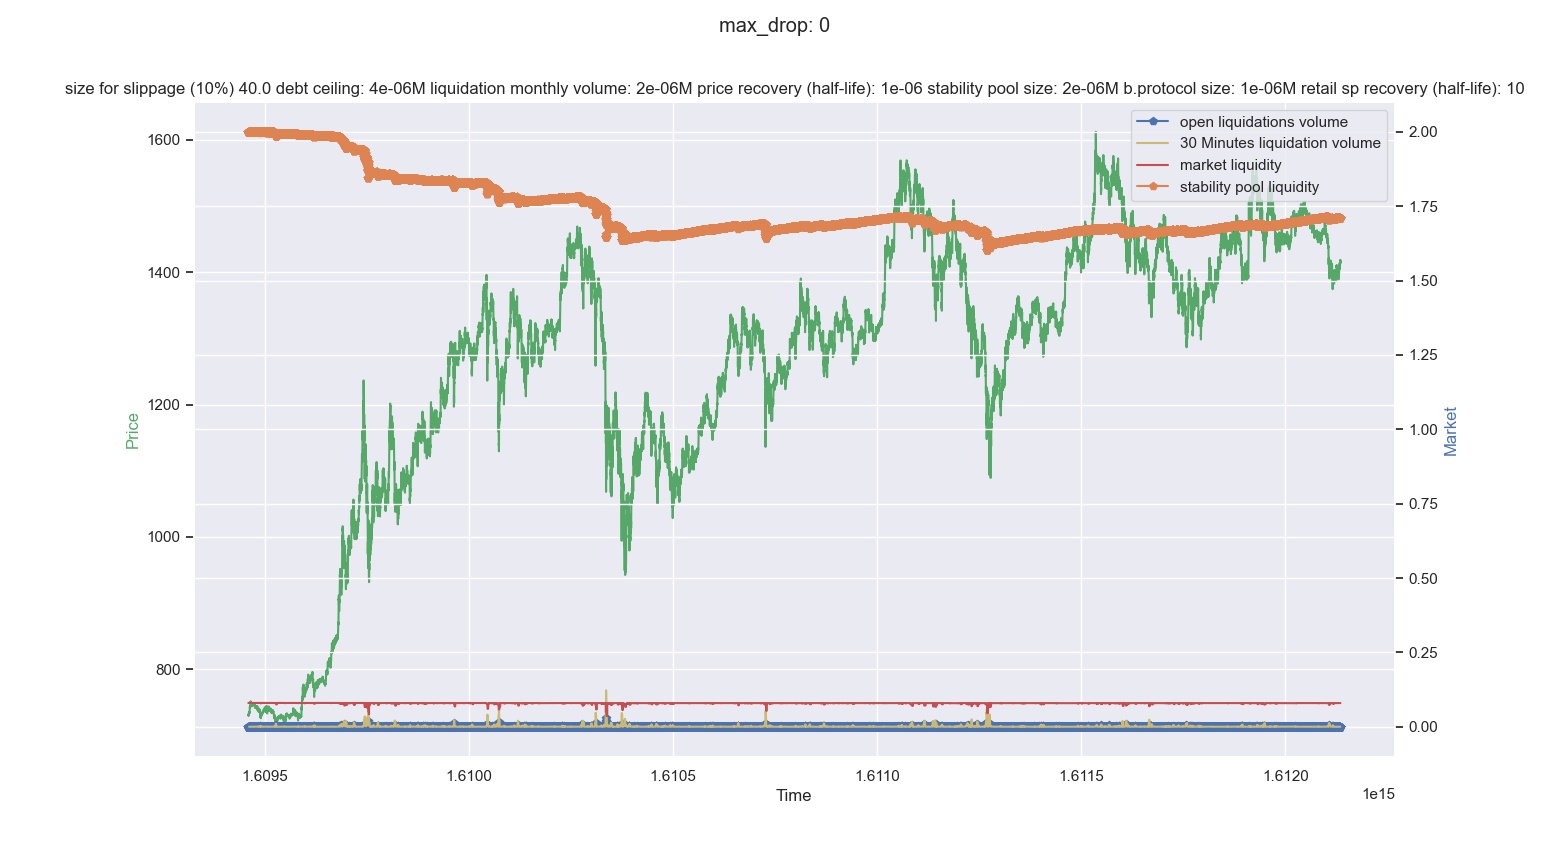 max_drop: 0
size for slippage (10%) 40.0 debt ceiling: 4e-06M liquidation monthly volume: 2e-06M price recovery (half-life): 1e-06 stability pool size: 2e-06M b.protocol size: 1e-06M retail sp recovery (half-life): 10
open liquidations volume
30 Minutes liquidation volume
market liquidity
stability pool liquidity
1600
1400
1200
1000
800
Price
2.00
1.75
1.50
1.25
1.00
0.75
0.50
0.25
0.00
Market
1.6095 1.6100 1.6105 1.6110 1.6115 1.6120
Time
1e15